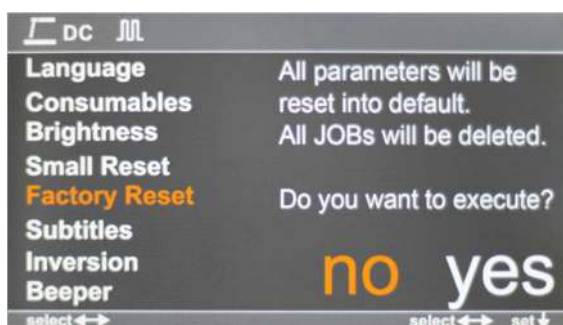 DC
Language
Consumables
Brightness
Small Reset
Factory Reset
Subtitles
Inversion
Beeper
All parameters will be
reset into default.
All JOBs will be deleted.
Do you want to execute?
no yes
select
select set